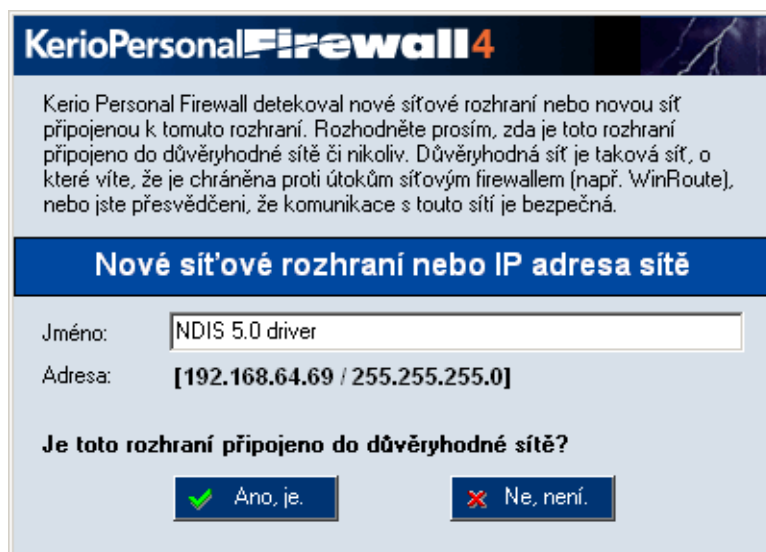 KerioPersonalFirewall4
Kerio Personal Firewall detekoval nové síťové rozhraní nebo novou síť
připojenou k tomuto rozhraní. Rozhodněte prosím, zda je toto rozhraní
připojeno do důvěryhodné sítě či nikoliv. Důvěryhodná síť je taková síť, o
které víte, že je chráněna proti útokům síťovým firewallem (např. WinRoute),
nebo jste přesvědčeni, že komunikace s touto sítí je bezpečná.
Nové síťové rozhraní nebo IP adresa sítě
Jméno: NDIS 5.0 driver
Adresa: [192.168.64.69 / 255.255.255.0]
Je toto rozhraní připojeno do důvěryhodné sítě?
Ano, je. Ne, není.